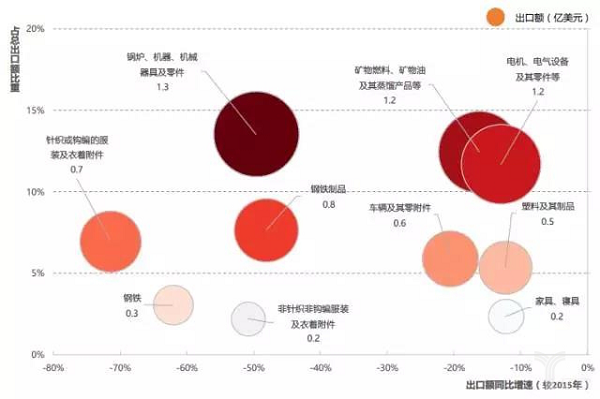 出口额（亿美元）
占总出口额比重
20%
15%
10%
5%
0%
锅炉、机器、机械
器具及零件
1.3
矿物燃料、矿物油
及其蒸馏产品等
1.2
电机、电气设备
及其零件等
1.2
针织或钩编的服
装及衣着附件
0.7
钢铁制品
0.8
车辆及其零附件
0.6
塑料及其制品
0.5
钢铁
0.3
非针织非钩编服装
及衣着附件
0.2
家具、寝具
0.2
-80%
-70%
-60%
-50%
-40%
-30%
-20%
-10%
0%
出口额同比增速（较2015年）